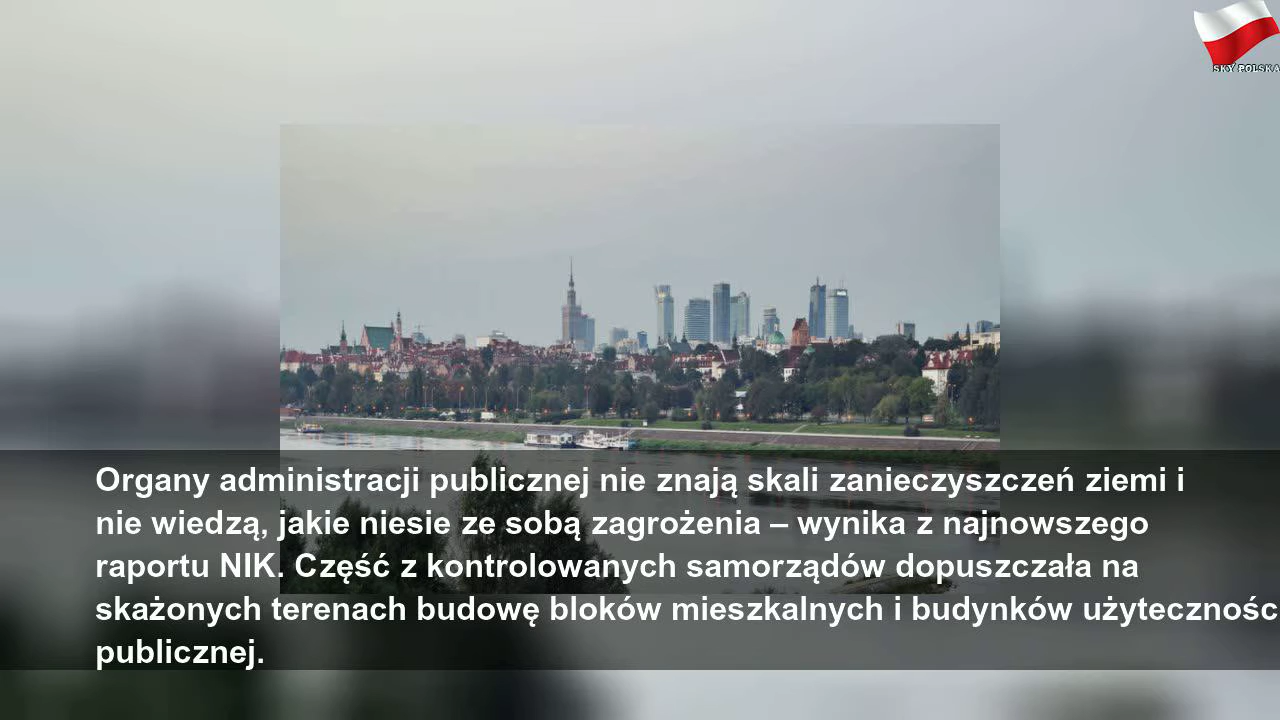 SKY POLSKA
Organy administracji publicznej nie znają skali zanieczyszczeń ziemi i
nie wiedzą, jakie niesie ze sobą zagrożenia – wynika z najnowszego
raportu NIK. Część z kontrolowanych samorządów dopuszczała na
skażonych terenach budowę bloków mieszkalnych i budynków użytecznośc
publicznej.